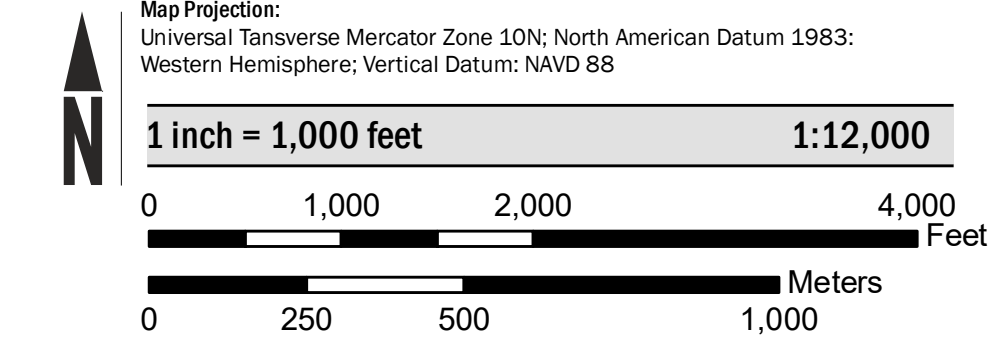 Map Projection:
Universal Tansverse Mercator Zone 10N; North American Datum 1983:
Western Hemisphere; Vertical Datum: NAVD 88
N
1 inch = 1,000 feet 1:12,000
0 1,000 2,000 4,000
Feet
Meters
0 250 500 1,000